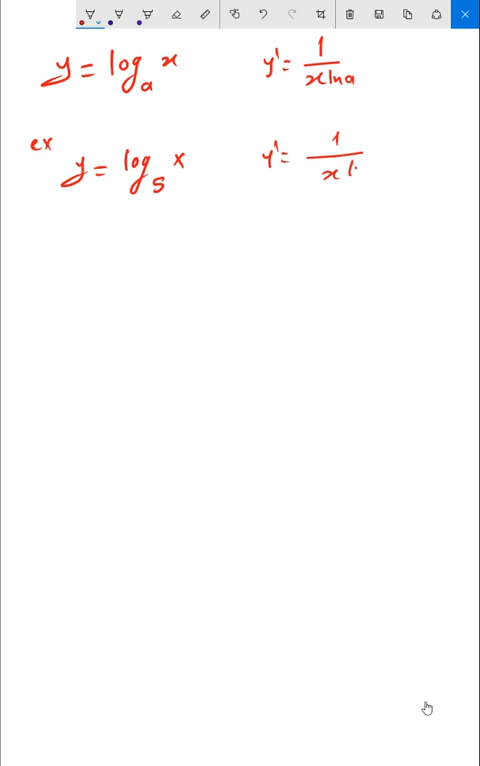 y = log_a x    y' = 1/(x ln a)
ex y = log_5 x    y' = 1/(x l